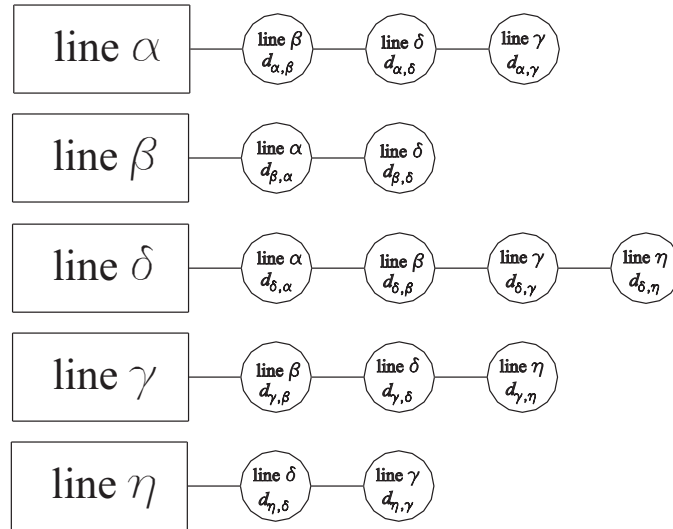 line α line β line δ line γ
d_{α,β} d_{α,δ} d_{α,γ}
line β line α line δ
d_{β,α} d_{β,δ}
line δ line α line β line γ line η
d_{δ,α} d_{δ,β} d_{δ,γ} d_{δ,η}
line γ line β line δ line η
d_{γ,β} d_{γ,δ} d_{γ,η}
line η line δ line γ
d_{η,δ} d_{η,γ}